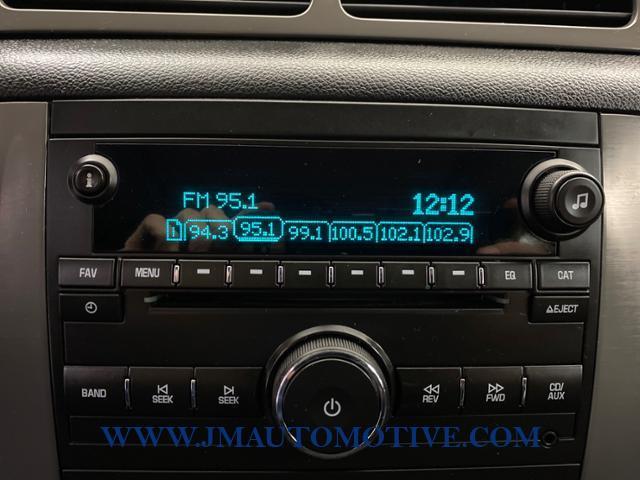 FM 95.1 12:12
1 94.3 95.1 99.1 100.5 102.1 102.9
FAV MENU EQ CAT
EJECT
BAND SEEK SEEK REV FWD CD/AUX
WWW.JMAUTOMOTIVE.COM